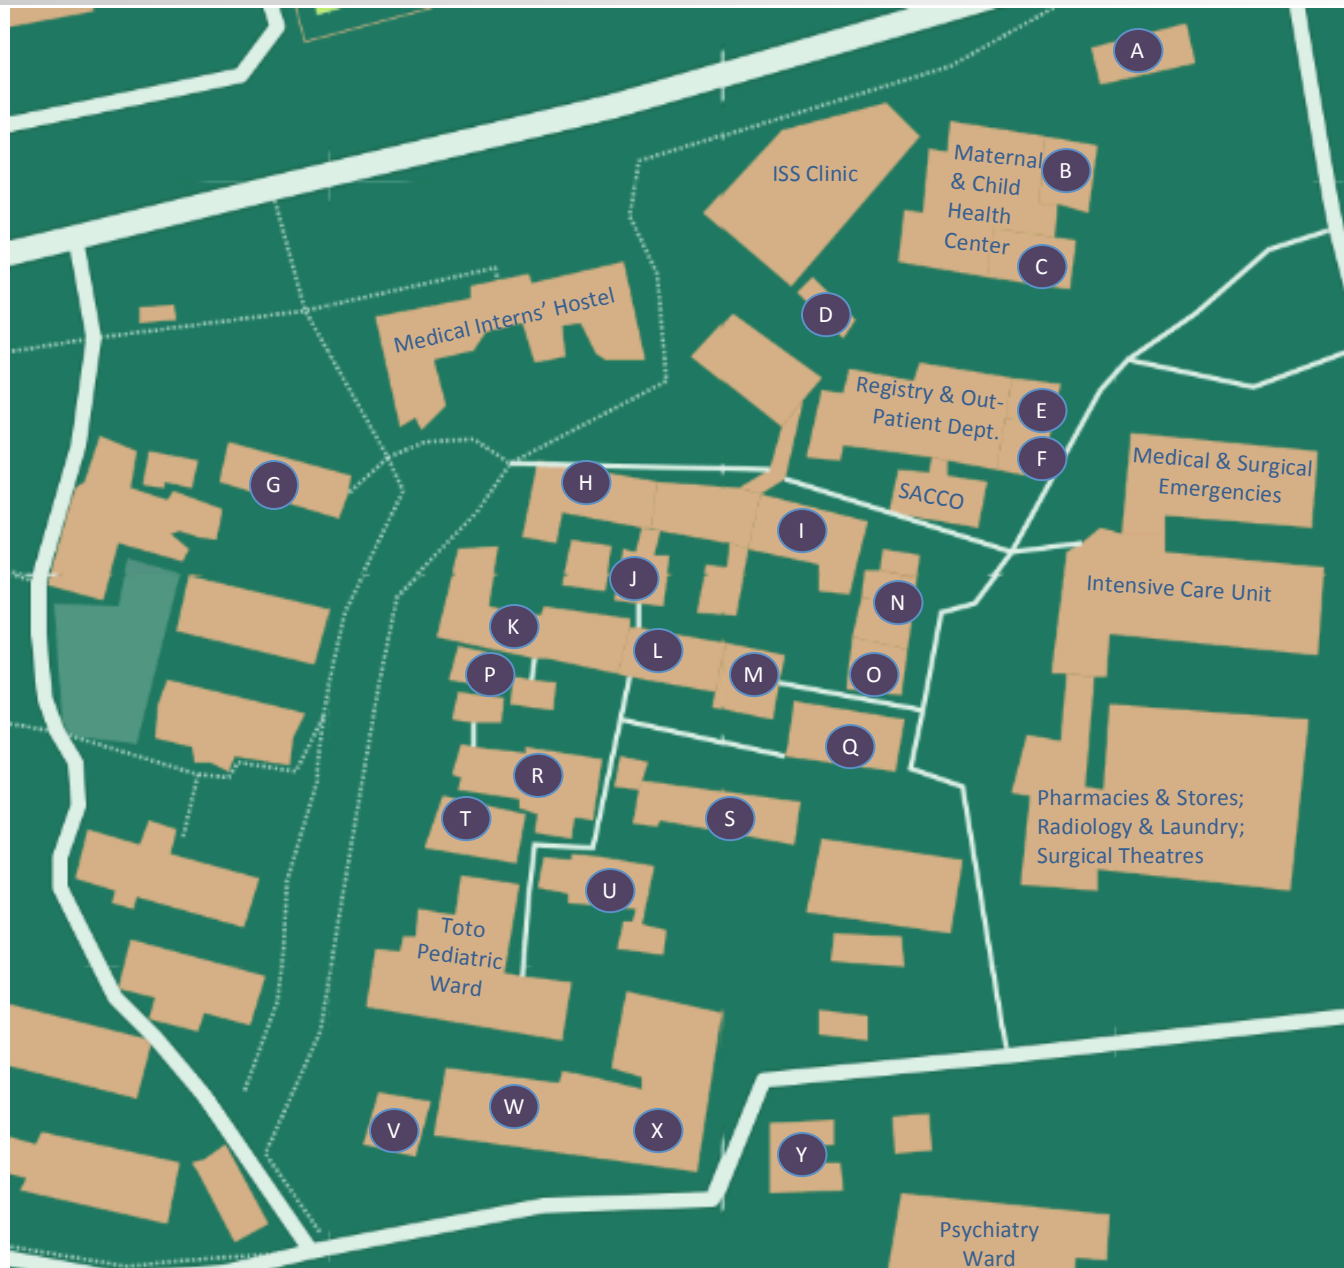 A
ISS Clinic
Maternal
& Child
Health
Center
B
C
D
Medical Interns’ Hostel
Registry & Out-
Patient Dept.
E
F
SACCO
Medical & Surgical
Emergencies
Intensive Care Unit
G
H
I
J
K
L
M
N
O
P
Q
R
S
T
U
Pharmacies & Stores;
Radiology & Laundry;
Surgical Theatres
Toto
Pediatric
Ward
V
W
X
Y
Psychiatry
Ward